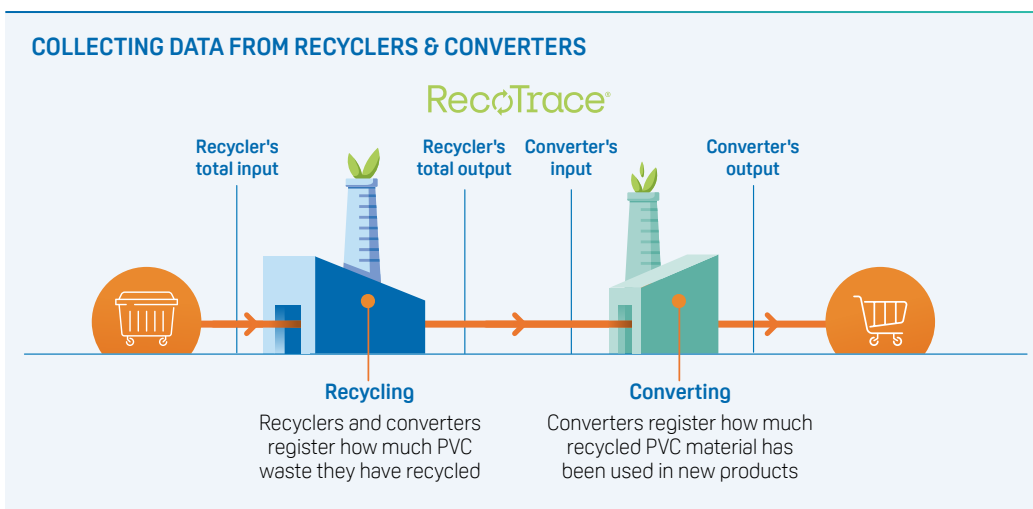 COLLECTING DATA FROM RECYCLERS & CONVERTERS
RecoTrace®
Recycler's
total input
Recycler's
total output
Converter's
input
Converter's
output
Recycling
Recyclers and converters
register how much PVC
waste they have recycled
Converting
Converters register how much
recycled PVC material has
been used in new products